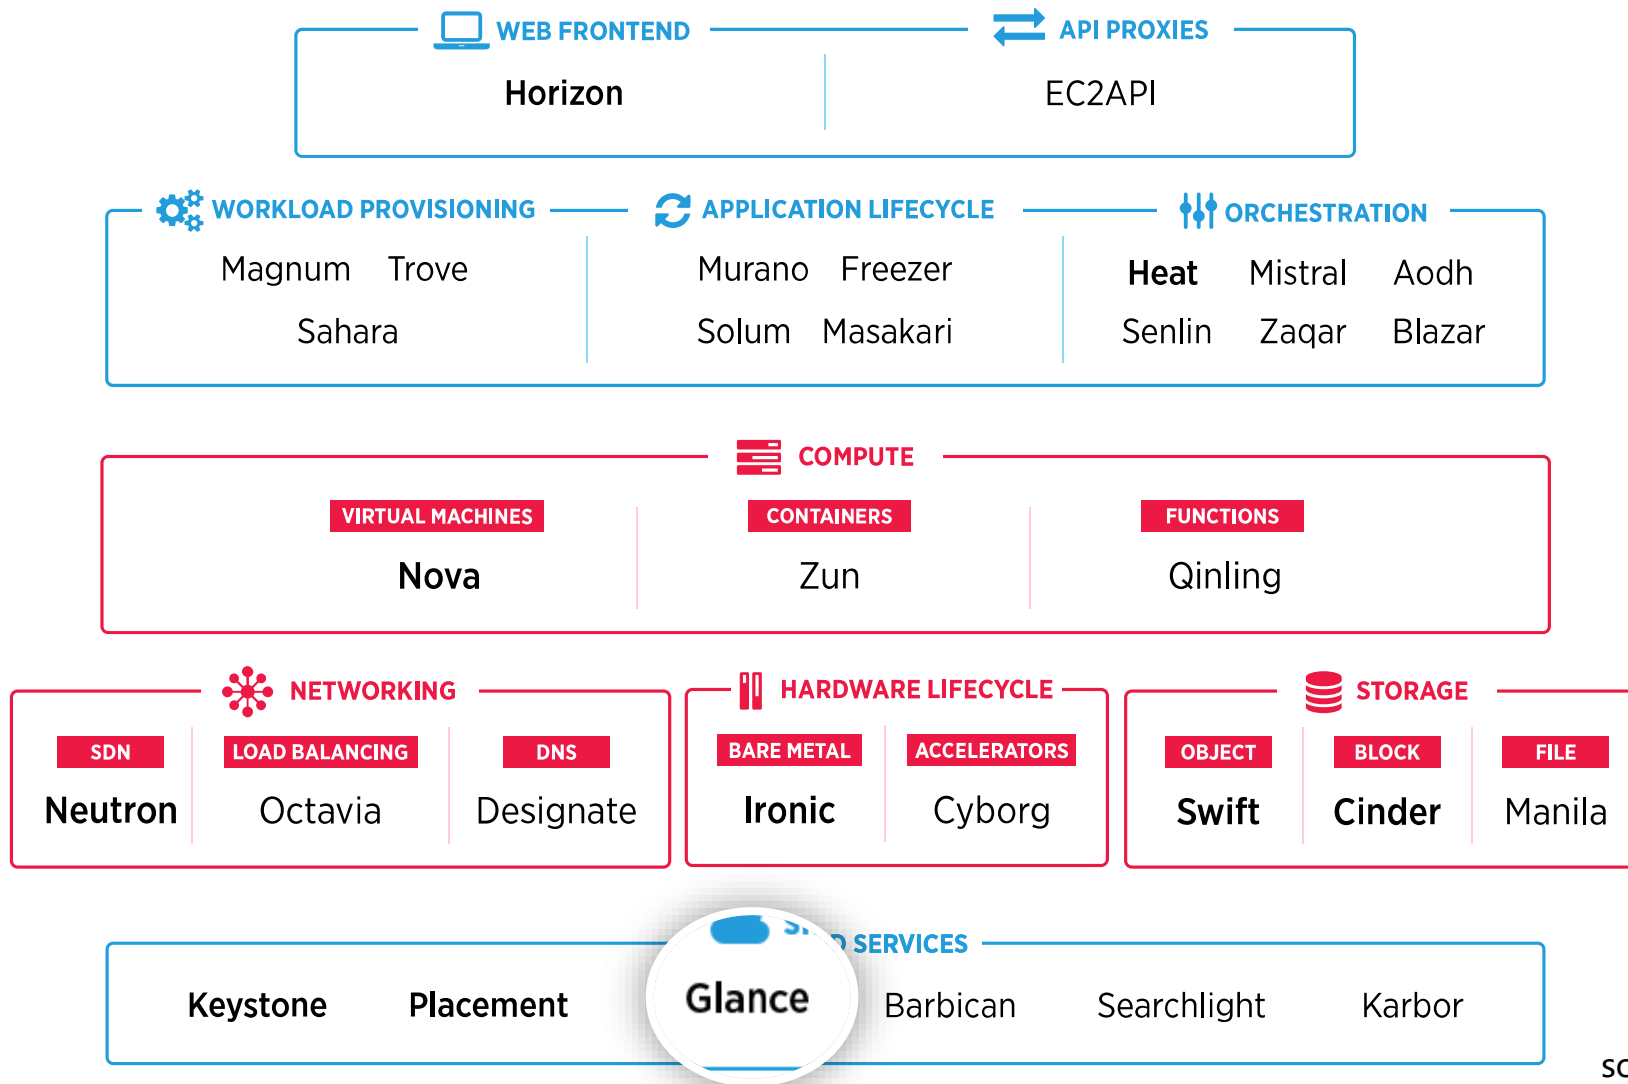 WEB FRONTEND API PROXIES
Horizon EC2API
WORKLOAD PROVISIONING APPLICATION LIFECYCLE ORCHESTRATION
Magnum Trove Murano Freezer Heat Mistral Aodh
Sahara Solum Masakari Senlin Zaqar Blazar
COMPUTE
VIRTUAL MACHINES CONTAINERS FUNCTIONS
Nova Zun Qinling
NETWORKING HARDWARE LIFECYCLE STORAGE
SDN LOAD BALANCING DNS BARE METAL ACCELERATORS OBJECT BLOCK FILE
Neutron Octavia Designate Ironic Cyborg Swift Cinder Manila
SERVICES
Keystone Placement Glance Barbican Searchlight Karbor